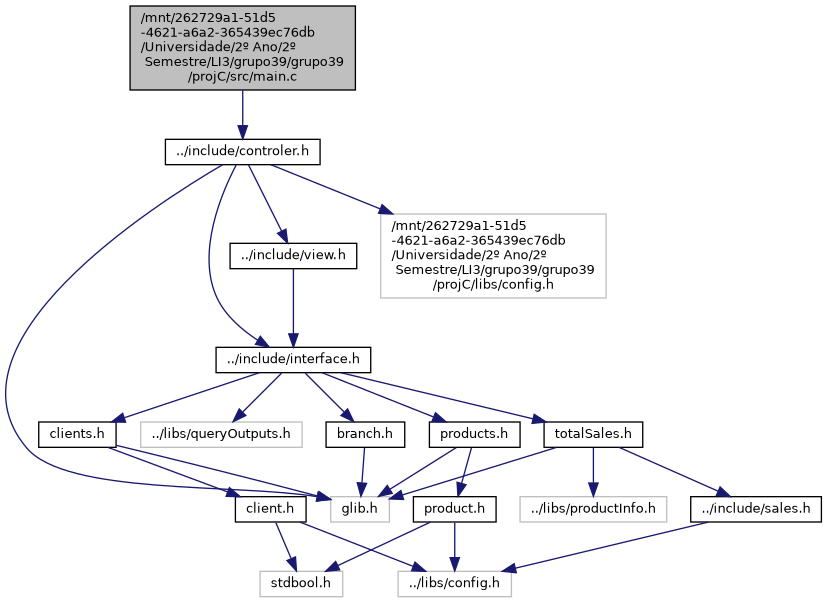 /mnt/262729a1-51d5
-4621-a6a2-365439ec76db
/Universidade/2º Ano/2º
Semestre/LI3/grupo39/grupo39
/projC/src/main.c
../include/controler.h
/mnt/262729a1-51d5
-4621-a6a2-365439ec76db
/Universidade/2º Ano/2º
Semestre/LI3/grupo39/grupo39
/projC/libs/config.h
../include/view.h
../include/interface.h
clients.h
../libs/queryOutputs.h
branch.h
products.h
totalSales.h
client.h
glib.h
product.h
../libs/productInfo.h
../include/sales.h
stdbool.h
../libs/config.h